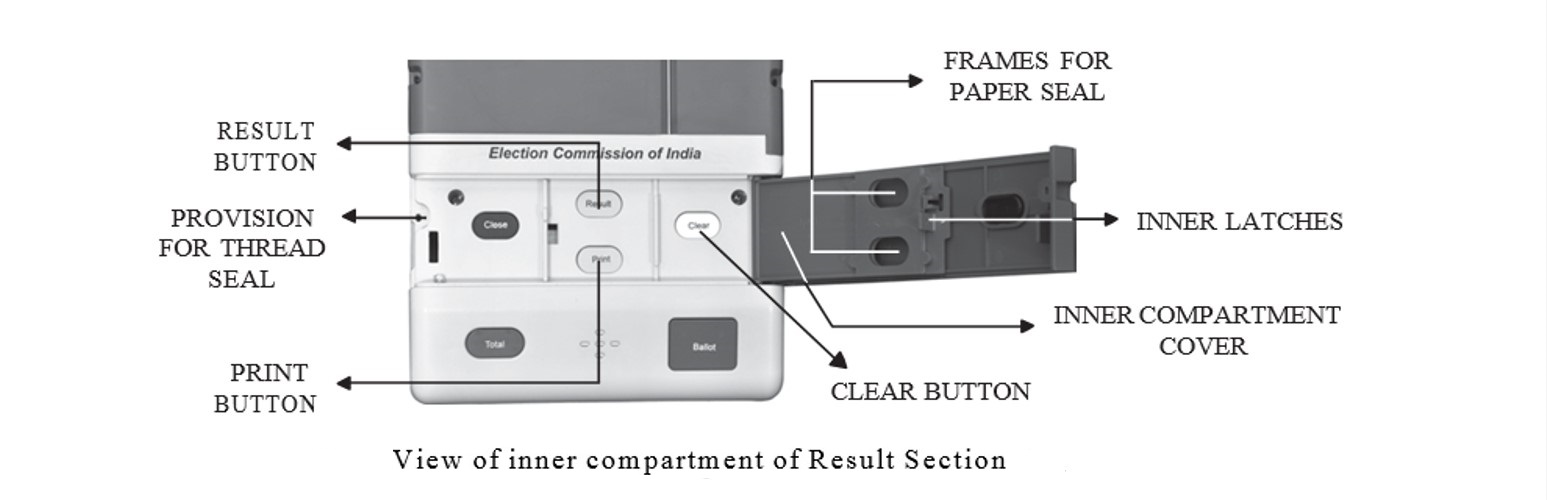 FRAMES FOR
PAPER SEAL
RESULT
BUTTON
Election Commission of India
PROVISION
FOR THREAD
SEAL
Close
Result
Clear
Print
INNER LATCHES
INNER COMPARTMENT
COVER
Total
Ballot
PRINT
BUTTON
CLEAR BUTTON
View of inner compartment of Result Section